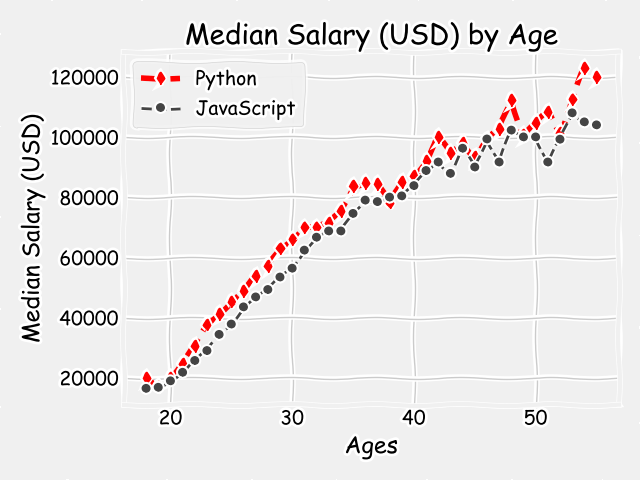 Median Salary (USD) by Age
Python
JavaScript
120000
100000
80000
60000
40000
20000
Median Salary (USD)
20 30 40 50
Ages